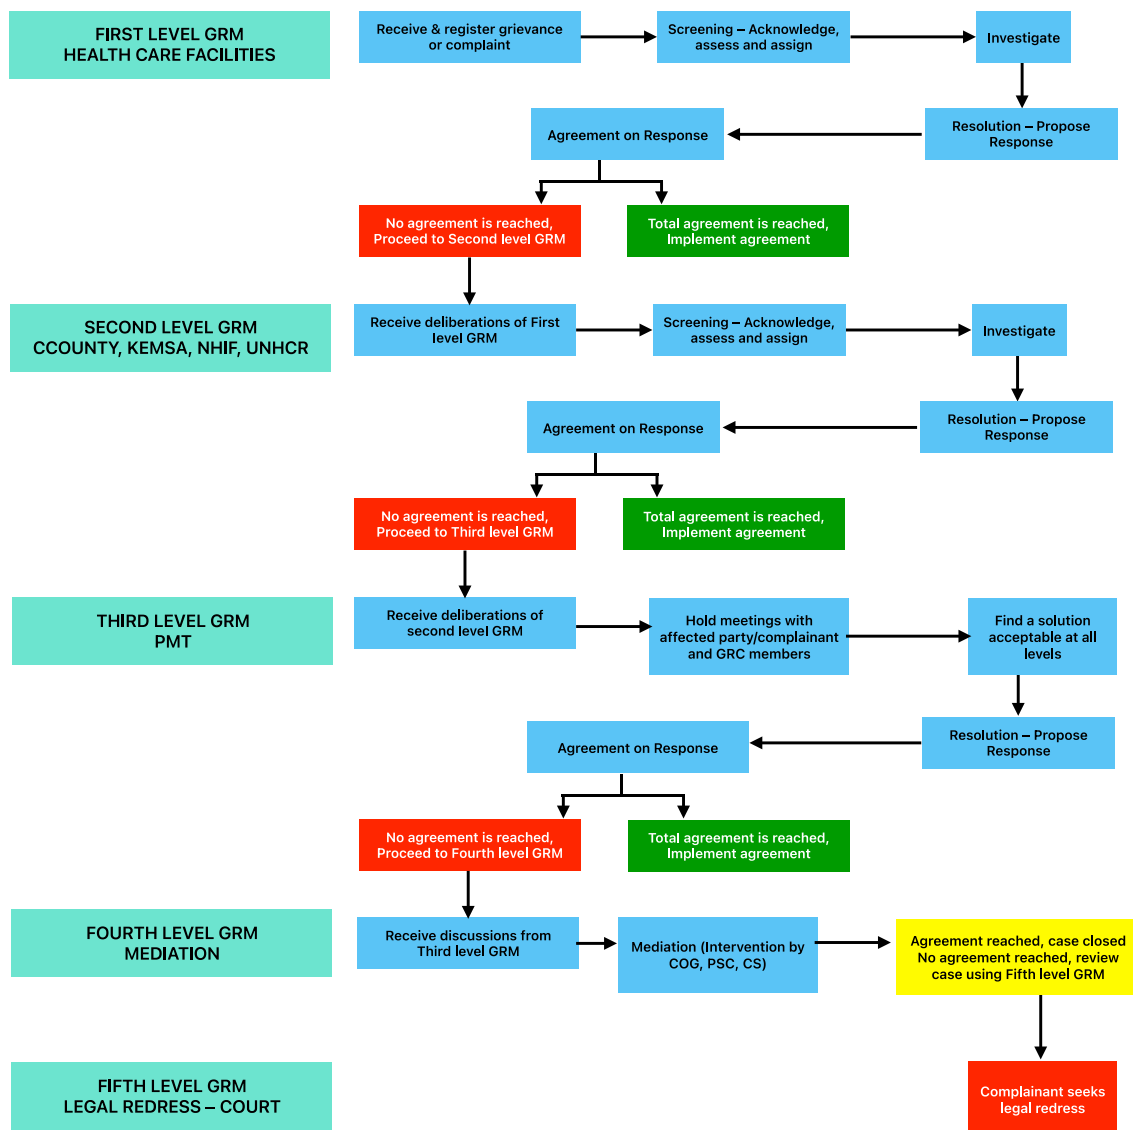 FIRST LEVEL GRM
HEALTH CARE FACILITIES
Receive & register grievance
or complaint
Screening – Acknowledge,
assess and assign
Investigate
Resolution – Propose
Response
Agreement on Response
No agreement is reached,
Proceed to Second level GRM
Total agreement is reached,
Implement agreement
SECOND LEVEL GRM
CCOUNTY, KEMSA, NHIF, UNHCR
Receive deliberations of First
level GRM
Screening – Acknowledge,
assess and assign
Investigate
Resolution – Propose
Response
Agreement on Response
No agreement is reached,
Proceed to Third level GRM
Total agreement is reached,
Implement agreement
THIRD LEVEL GRM
PMT
Receive deliberations of
second level GRM
Hold meetings with
affected party/complainant
and GRC members
Find a solution
acceptable at all
levels
Resolution – Propose
Response
Agreement on Response
No agreement is reached,
Proceed to Fourth level GRM
Total agreement is reached,
Implement agreement
FOURTH LEVEL GRM
MEDIATION
Receive discussions from
Third level GRM
Mediation (Intervention by
COG, PSC, CS)
Agreement reached, case closed
No agreement reached, review
case using Fifth level GRM
FIFTH LEVEL GRM
LEGAL REDRESS – COURT
Complainant seeks
legal redress